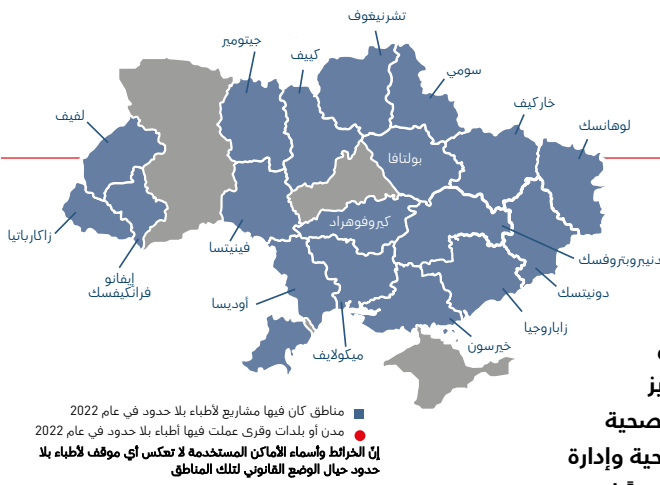 تشرنيغوف
جيتومير
كييف
سومي
خاركيف
لوهانسك
لفيف
بولتافا
زاكارباتيا
كيروفوهراد
فينيتسا
دنيبروبتروفسك
إيفانو
فرانكيفسك
أوديسا
دونيتسك
زاباروجيا
خيرسون
ميكولايف
مناطق كان فيها مشاريع لأطباء بلا حدود في عام 2022
مدن أو بلدات وقرى عملت فيها أطباء بلا حدود في عام 2022
إنّ الخرائط وأسماء الأماكن المستخدمة لا تعكس أي موقف لأطباء بلا
حدود حيال الوضع القانوني لتلك المناطق
وإدارة